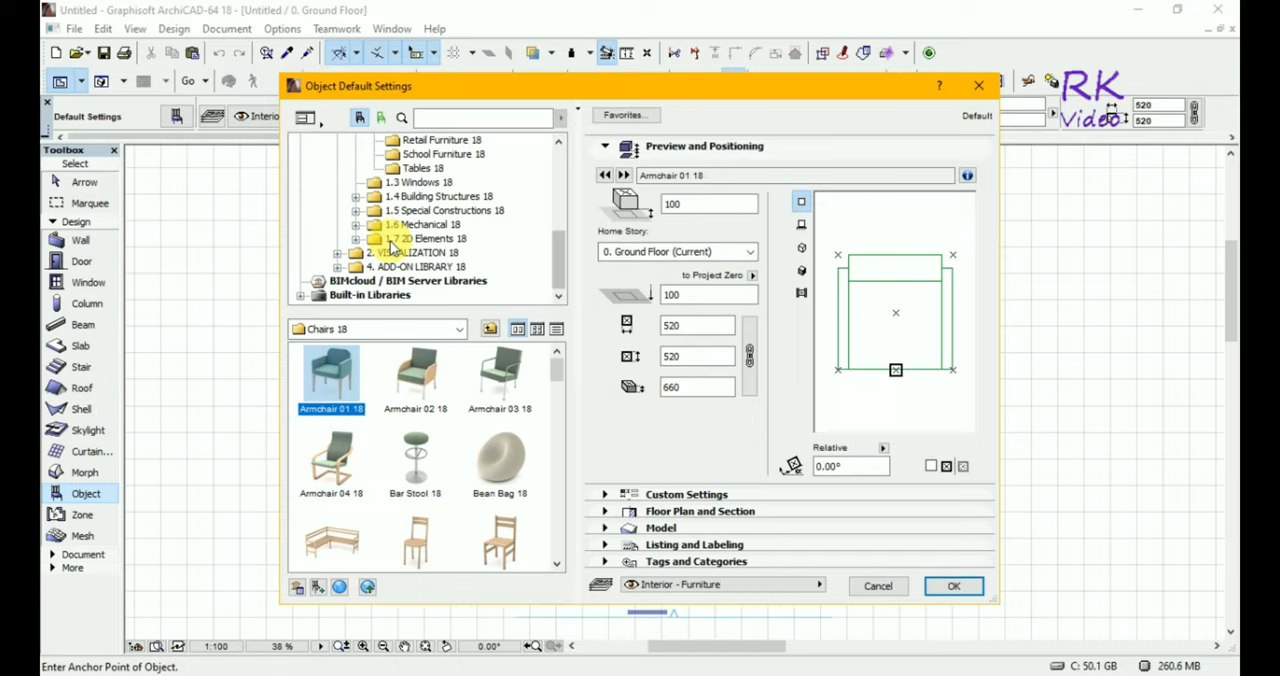 Untitled - Graphisoft ArchiCAD-64 18 - [Untitled / 0. Ground Floor]
File Edit View Design Document Options Teamwork Window Help
Go
RK
Video
Default Settings
Interio
520
520
Toolbox
Select
Arrow
Marquee
Design
Wall
Door
Window
Column
Beam
Slab
Stair
Roof
Shell
Skylight
Curtain...
Morph
Object
Zone
Mesh
Document
More
Object Default Settings
?
Retail Furniture 18
School Furniture 18
Tables 18
1.3 Windows 18
1.4 Building Structures 18
1.5 Special Constructions 18
1.6 Mechanical 18
1.7 2D Elements 18
2. VISUALIZATION 18
4. ADD-ON LIBRARY 18
BIMcloud / BIM Server Libraries
Built-in Libraries
Chairs 18
Armchair 01 18 Armchair 02 18 Armchair 03 18
Armchair 04 18 Bar Stool 18 Bean Bag 18
Favorites... Default
Preview and Positioning
Armchair 01 18
100
Home Story:
0. Ground Floor (Current)
to Project Zero
100
520
520
660
Relative
0.00°
Custom Settings
Floor Plan and Section
Model
Listing and Labeling
Tags and Categories
Interior - Furniture
Cancel OK
1:100 38 % 0.00°
Enter Anchor Point of Object. C: 50.1 GB 260.6 MB